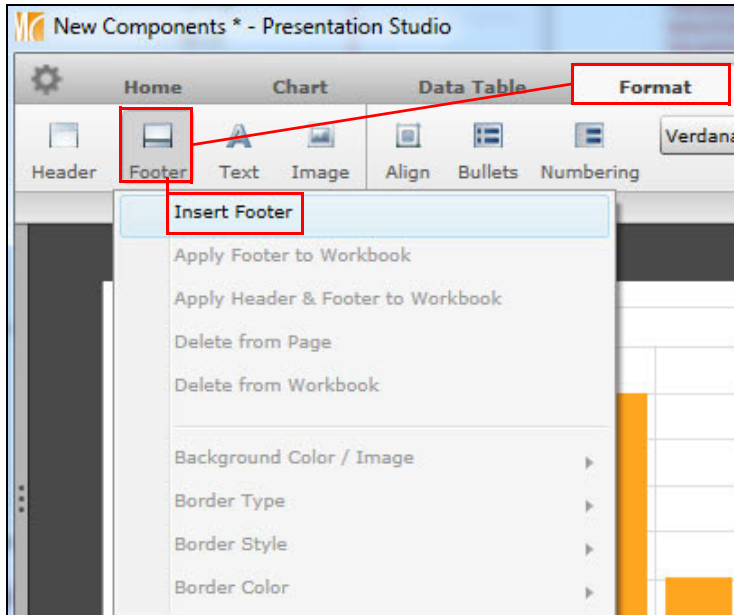 New Components * - Presentation Studio
Home Chart Data Table Format
Header Footer Text Image Align Bullets Numbering Verdana
Insert Footer
Apply Footer to Workbook
Apply Header & Footer to Workbook
Delete from Page
Delete from Workbook
Background Color / Image
Border Type
Border Style
Border Color